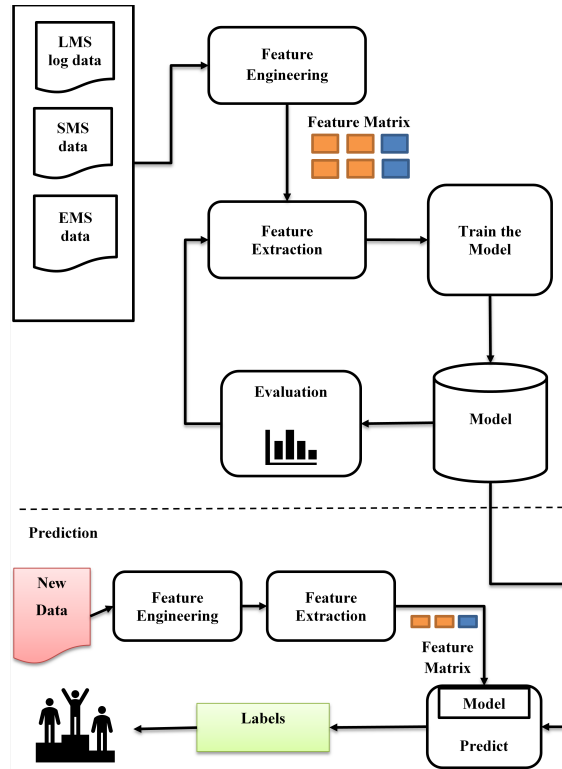 LMS
log data
SMS
data
EMS
data
Feature
Engineering
Feature Matrix
Feature
Extraction
Train the
Model
Evaluation
Model
Prediction
New
Data
Feature
Engineering
Feature
Extraction
Feature
Matrix
Model
Predict
Labels